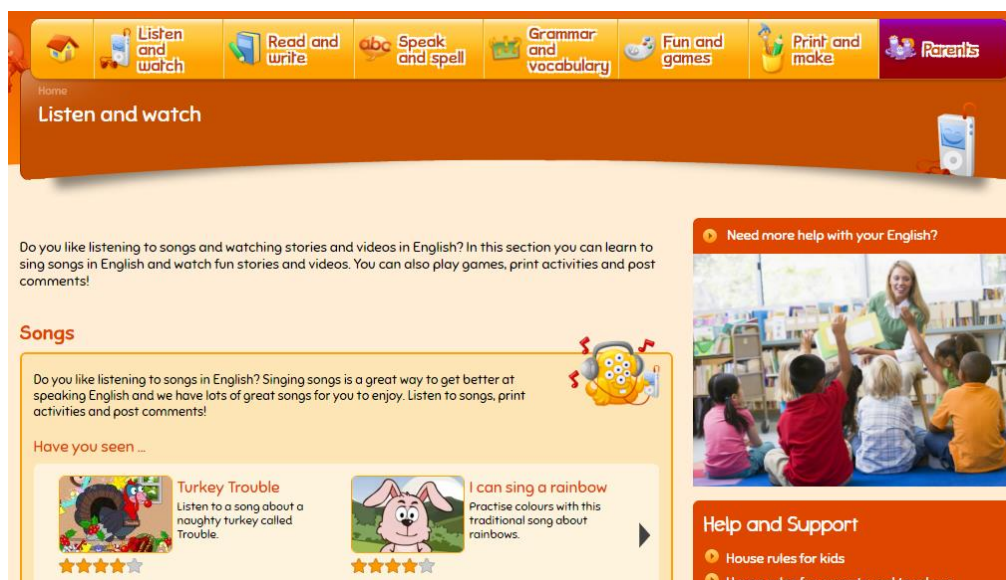 Listen
and
watch
Read and
write
abc
Speak
and spell
Grammar
and
vocabulary
Fun and
games
Print and
make
Parents
Home
Listen and watch
Do you like listening to songs and watching stories and videos in English? In this section you can learn to
sing songs in English and watch fun stories and videos. You can also play games, print activities and post
comments!
Songs
Do you like listening to songs in English? Singing songs is a great way to get better at
speaking English and we have lots of great songs for you to enjoy. Listen to songs, print
activities and post comments!
Have you seen ...
Turkey Trouble
Listen to a song about a
naughty turkey called
Trouble.
I can sing a rainbow
Practise colours with this
traditional song about
rainbows.
Need more help with your English?
Help and Support
House rules for kids